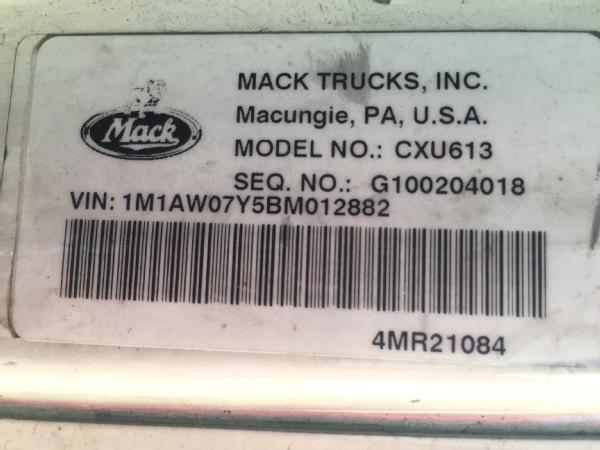 MACK TRUCKS, INC.
Mack
Macungie, PA, U.S.A.
MODEL NO.: CXU613
SEQ. NO.: G100204018
VIN: 1M1AW07Y5BM012882
4MR21084